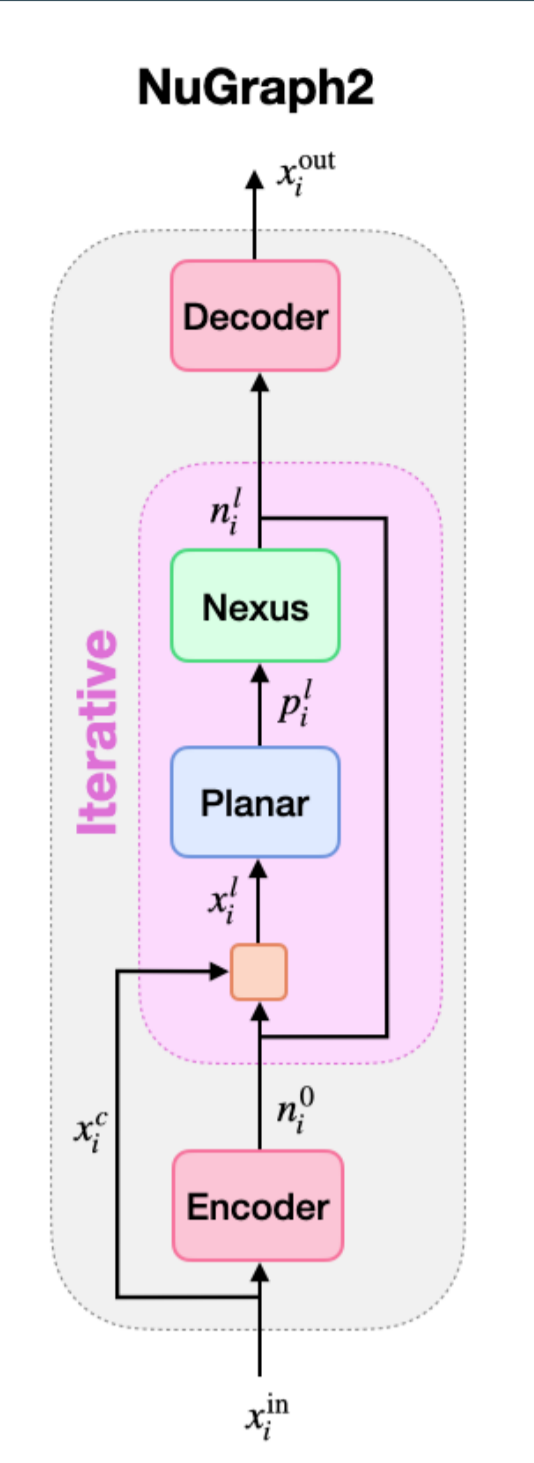 NuGraph2
x_i^out
Decoder
n_i^l
Nexus
Iterative
p_i^l
Planar
x_i^l
n_i^0
x_i^c
Encoder
x_i^in